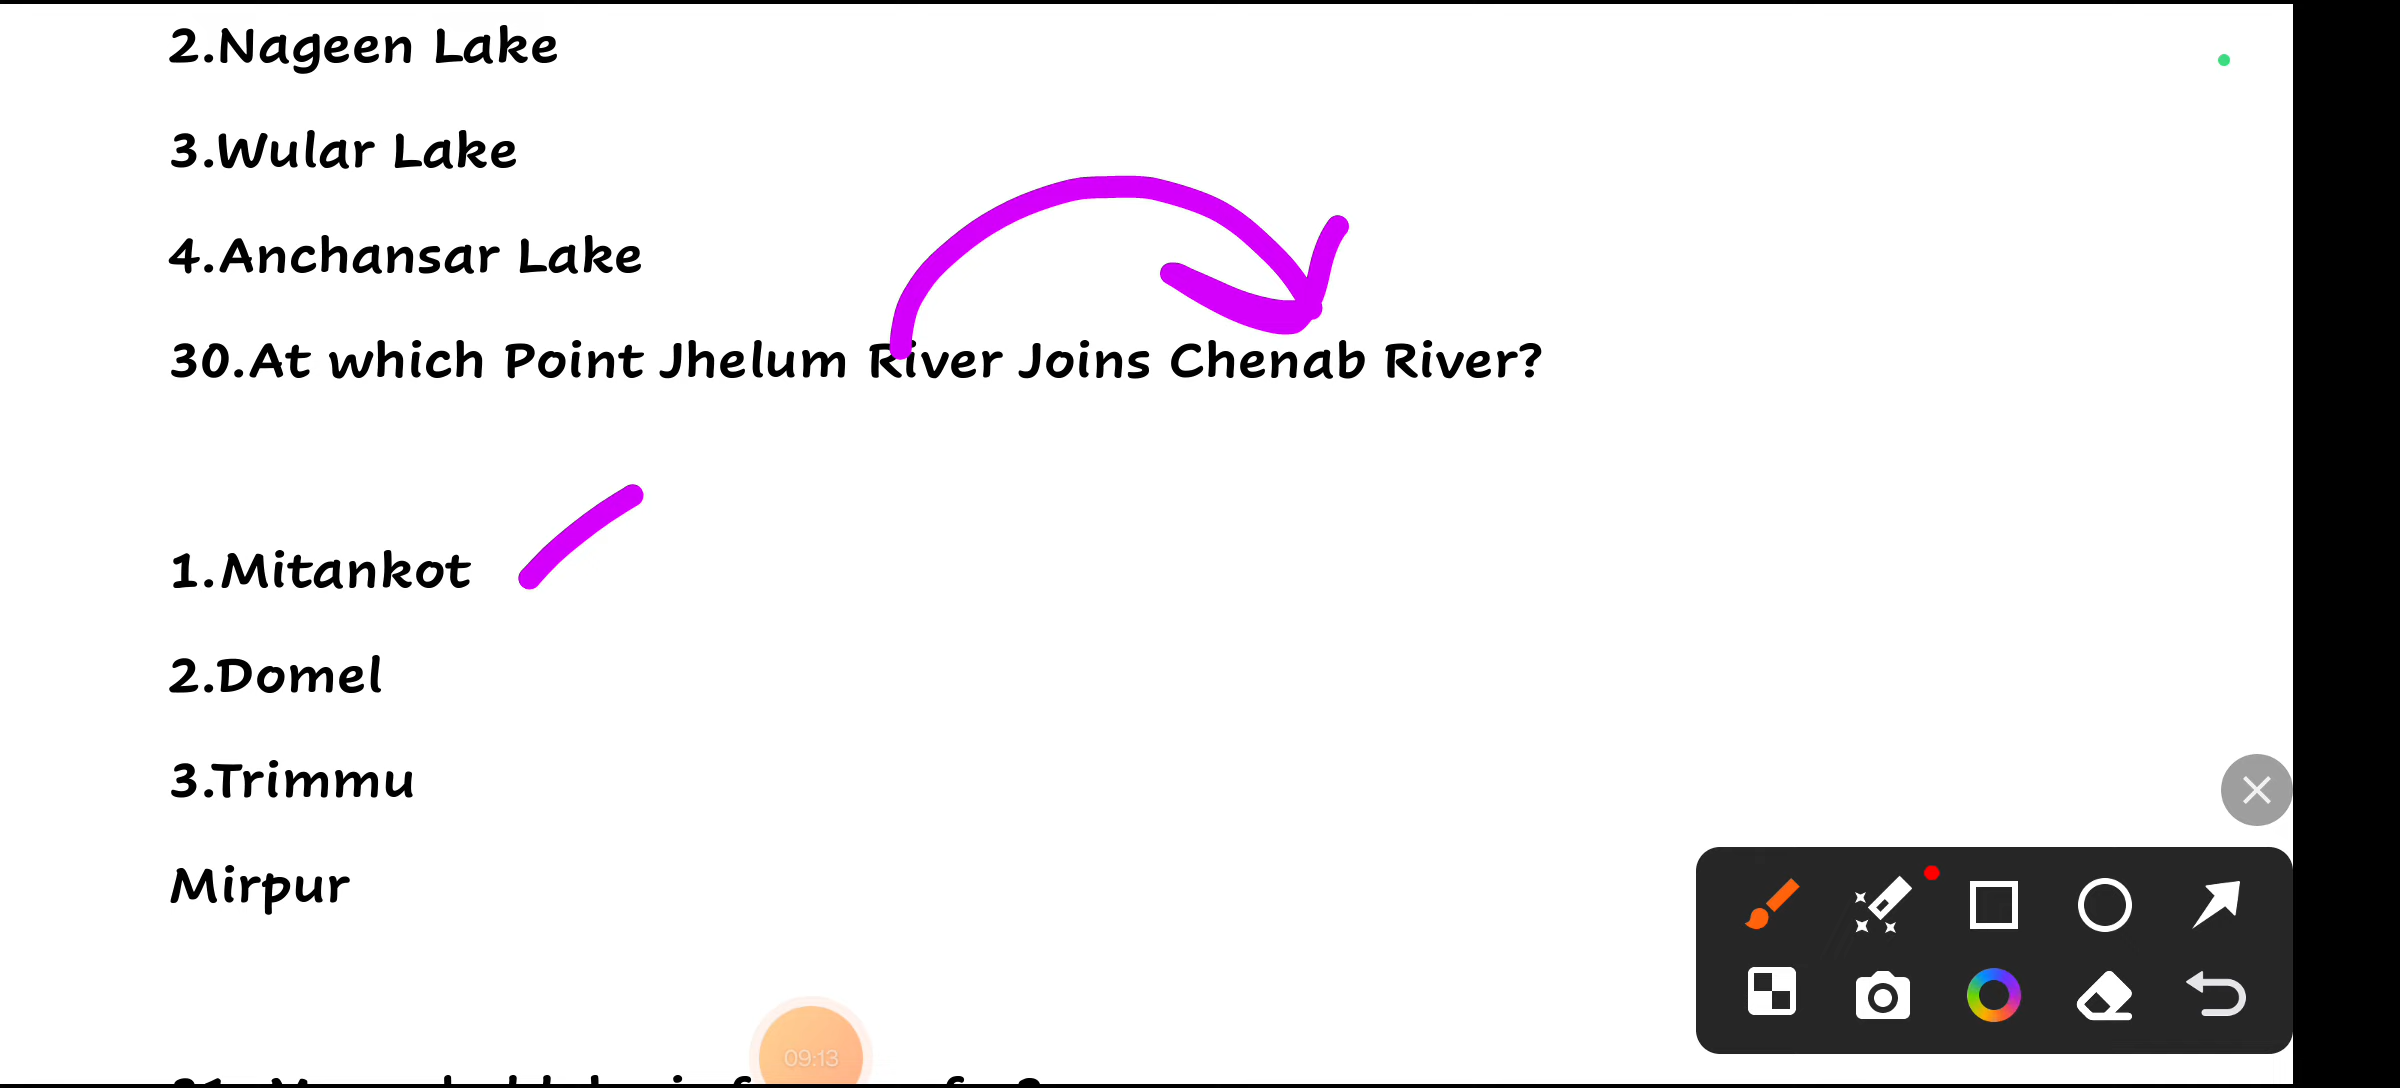 2.Nageen Lake
3.Wular Lake
4.Anchansar Lake
30.At which Point Jhelum River Joins Chenab River?
1.Mitankot
2.Domel
3.Trimmu
Mirpur
09:13